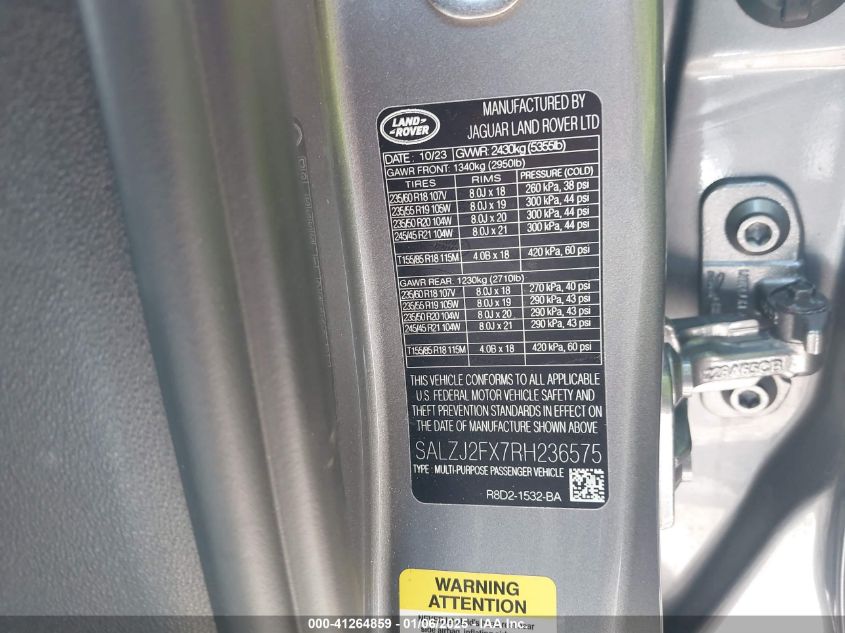 LAND-
ROVER
MANUFACTURED BY
JAGUAR LAND ROVER LTD
DATE : 10/23 GVWR: 2430kg (5355lb)
GAWR FRONT: 1340kg (2950lb)
TIRES RIMS PRESSURE (COLD)
235/60 R18 107V 8.0J x 18 260 kPa, 38 psi
235/55 R19 105W 8.0J x 19 300 kPa, 44 psi
235/50 R20 104W 8.0J x 20 300 kPa, 44 psi
245/45 R21 104W 8.0J x 21 300 kPa, 44 psi
T155/85 R18 115M 4.0B x 18 420 kPa, 60 psi
GAWR REAR: 1230kg (2710lb)
235/60 R18 107V 8.0J x 18 270 kPa, 40 psi
235/55 R19 105W 8.0J x 19 290 kPa, 43 psi
235/50 R20 104W 8.0J x 20 290 kPa, 43 psi
245/45 R21 104W 8.0J x 21 290 kPa, 43 psi
T155/85 R18 115M 4.0B x 18 420 kPa, 60 psi
THIS VEHICLE CONFORMS TO ALL APPLICABLE
U.S. FEDERAL MOTOR VEHICLE SAFETY AND
THEFT PREVENTION STANDARDS IN EFFECT ON
THE DATE OF MANUFACTURE SHOWN ABOVE
SALZJ2FX7RH236575
TYPE : MULTI-PURPOSE PASSENGER VEHICLE
R8D2-1532-BA
WARNING
ATTENTION
000-41264859 - 01/06/2025 - IAA Inc.